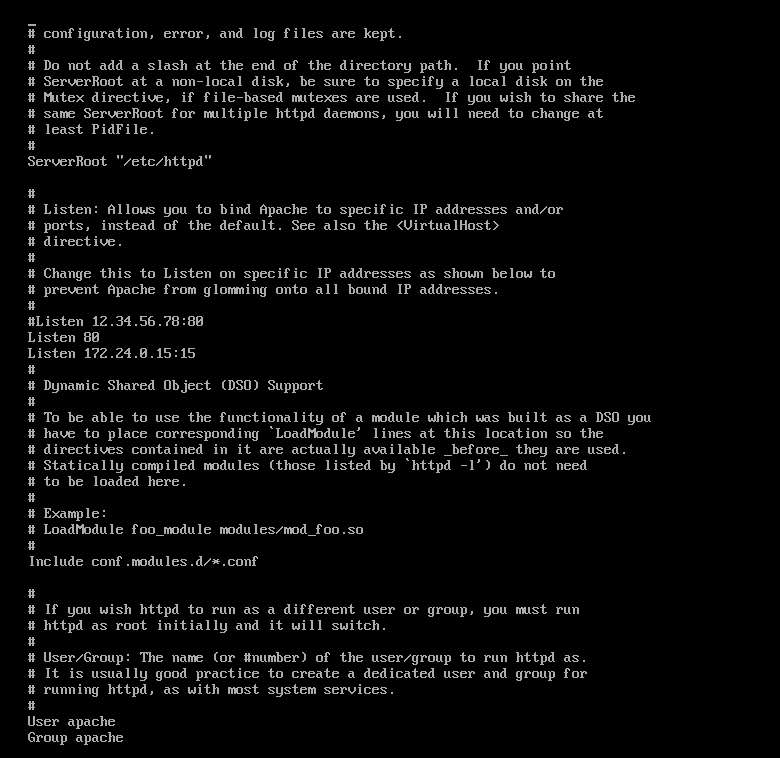 # configuration, error, and log files are kept.
#
# Do not add a slash at the end of the directory path.  If you point
# ServerRoot at a non-local disk, be sure to specify a local disk on the
# Mutex directive, if file-based mutexes are used.  If you wish to share the
# same ServerRoot for multiple httpd daemons, you will need to change at
# least PidFile.
#
ServerRoot "/etc/httpd"

#
# Listen: Allows you to bind Apache to specific IP addresses and/or
# ports, instead of the default. See also the <VirtualHost>
# directive.
#
# Change this to Listen on specific IP addresses as shown below to
# prevent Apache from glomming onto all bound IP addresses.
#
#Listen 12.34.56.78:80
Listen 80
Listen 172.24.0.15:15
#
# Dynamic Shared Object (DSO) Support
#
# To be able to use the functionality of a module which was built as a DSO you
# have to place corresponding `LoadModule' lines at this location so the
# directives contained in it are actually available _before_ they are used.
# Statically compiled modules (those listed by `httpd -l') do not need
# to be loaded here.
#
# Example:
# LoadModule foo_module modules/mod_foo.so
#
Include conf.modules.d/*.conf

#
# If you wish httpd to run as a different user or group, you must run
# httpd as root initially and it will switch.
#
# User/Group: The name (or #number) of the user/group to run httpd as.
# It is usually good practice to create a dedicated user and group for
# running httpd, as with most system services.
#
User apache
Group apache